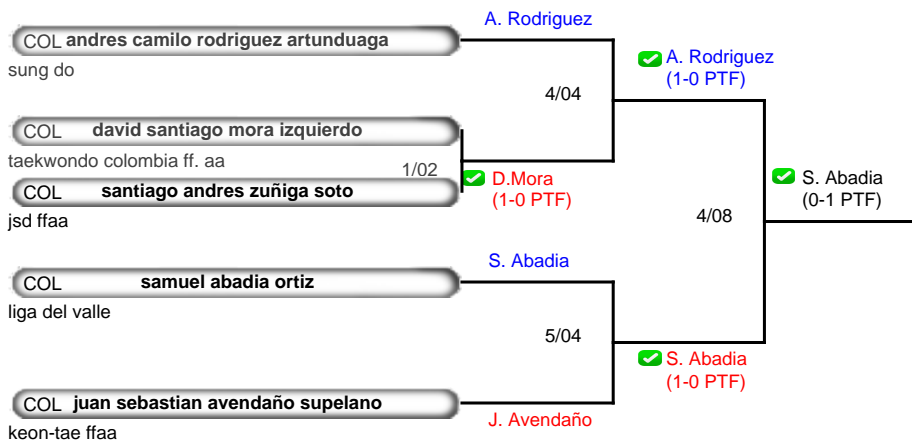 A. Rodriguez
COL andres camilo rodriguez artunduaga
sung do
A. Rodriguez
(1-0 PTF)
4/04
COL david santiago mora izquierdo
taekwondo colombia ff. aa
1/02
D.Mora
(1-0 PTF)
COL santiago andres zuñiga soto
jsd ffaa
S. Abadia
(0-1 PTF)
4/08
S. Abadia
COL samuel abadia ortiz
liga del valle
5/04
S. Abadia
(1-0 PTF)
COL juan sebastian avendaño supelano
keon-tae ffaa
J. Avendaño